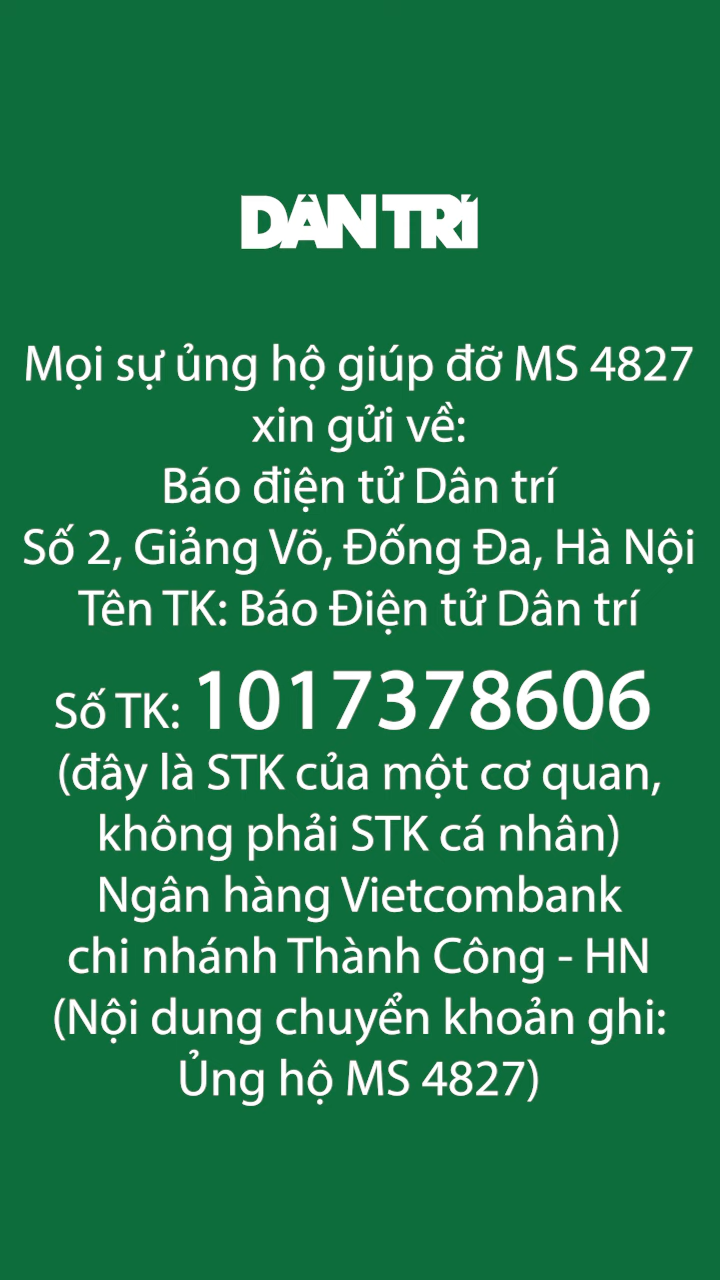 DÂN TRÍ
Mọi sự ủng hộ giúp đỡ MS 4827
xin gửi về:
Báo điện tử Dân trí
Số 2, Giảng Võ, Đống Đa, Hà Nội
Tên TK: Báo Điện tử Dân trí
Số TK: 1017378606
(đây là STK của một cơ quan,
không phải STK cá nhân)
Ngân hàng Vietcombank
chi nhánh Thành Công - HN
(Nội dung chuyển khoản ghi:
Ủng hộ MS 4827)